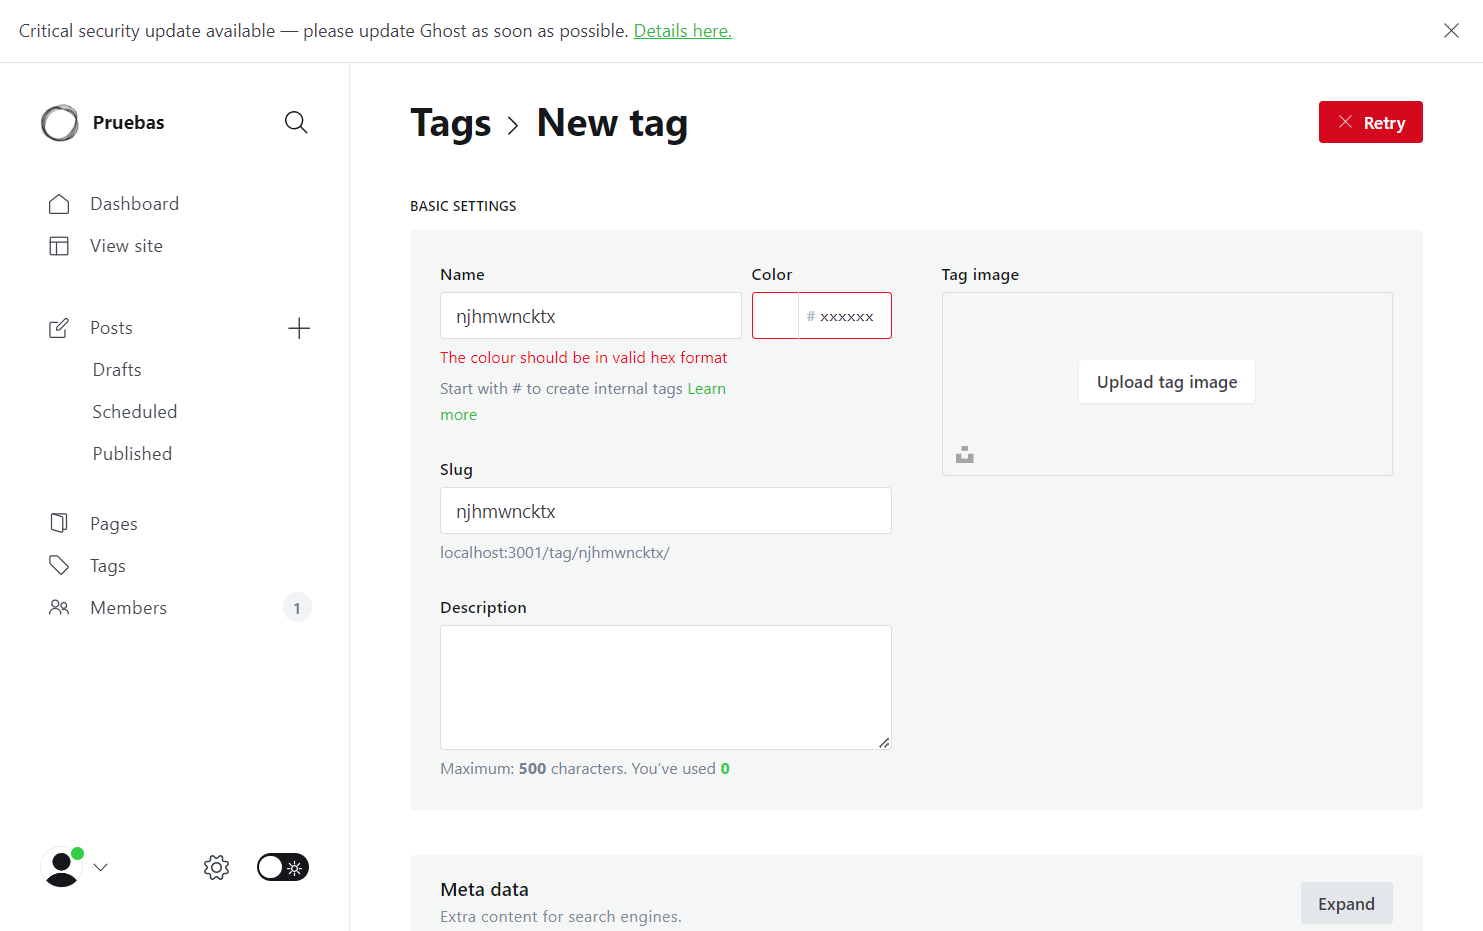 Critical security update available — please update Ghost as soon as possible. Details here.
Pruebas
Dashboard
View site
Posts
Drafts
Scheduled
Published
Pages
Tags
Members 1
Tags > New tag
Retry
BASIC SETTINGS
Name
njhmwncktx
Color
# xxxxxx
The colour should be in valid hex format
Start with # to create internal tags Learn
more
Slug
njhmwncktx
localhost:3001/tag/njhmwncktx/
Description
Maximum: 500 characters. You’ve used 0
Tag image
Upload tag image
Meta data
Extra content for search engines.
Expand